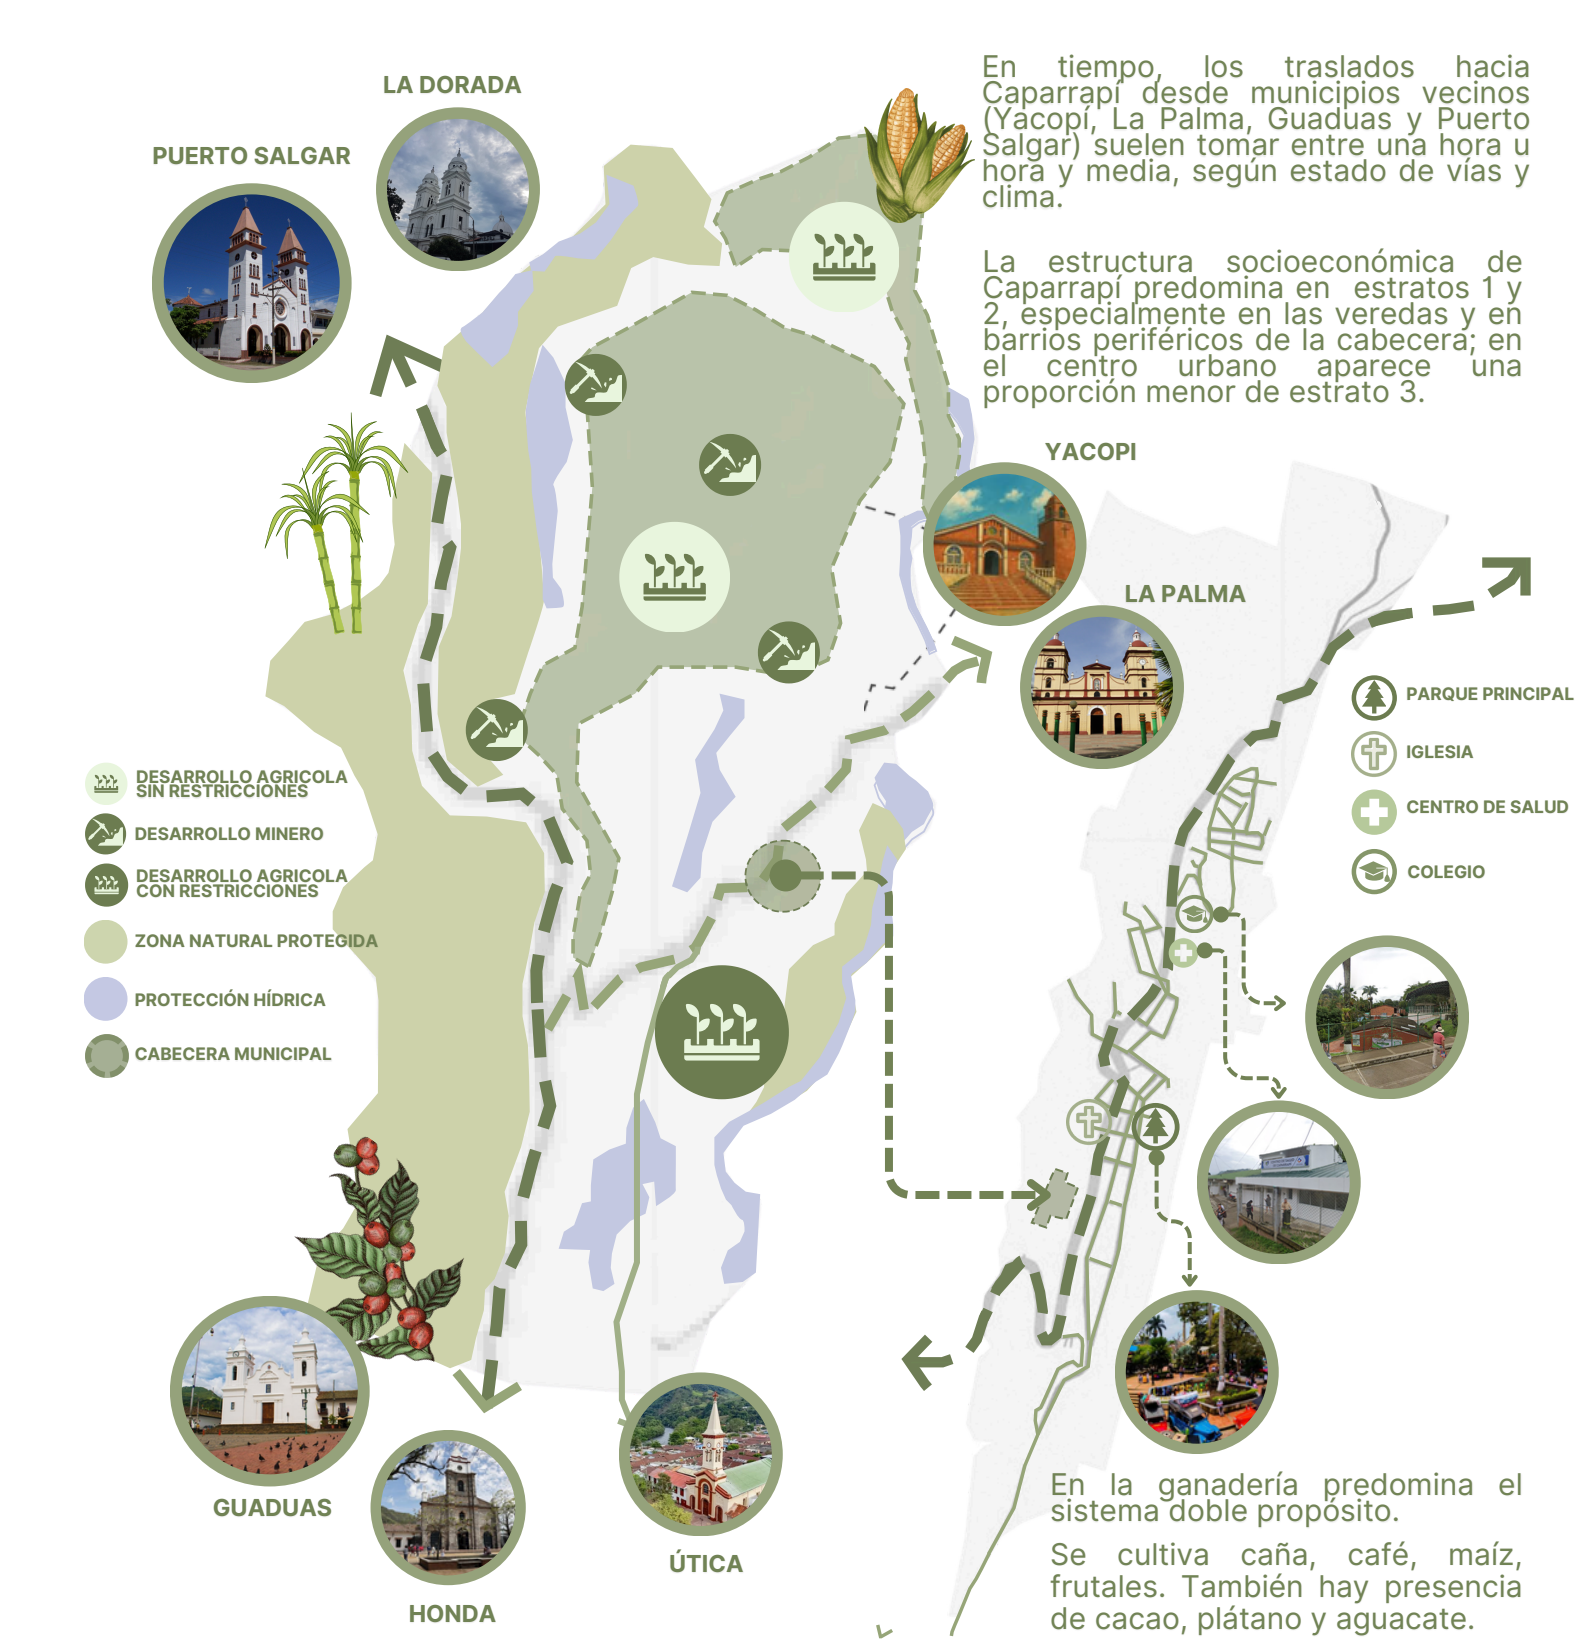 LA DORADA
PUERTO SALGAR
En tiempo, los traslados hacia
Caparrapí desde municipios vecinos
(Yacopí, La Palma, Guaduas y Puerto
Salgar) suelen tomar entre una hora u
hora y media, según estado de vías y
clima.
La estructura socioeconómica de
Caparrapí predomina en estratos 1 y
2, especialmente en las veredas y en
barrios periféricos de la cabecera; en
el centro urbano aparece una
proporción menor de estrato 3.
YACOPI
LA PALMA
PARQUE PRINCIPAL
IGLESIA
CENTRO DE SALUD
COLEGIO
DESARROLLO AGRICOLA
SIN RESTRICCIONES
DESARROLLO MINERO
DESARROLLO AGRICOLA
CON RESTRICCIONES
ZONA NATURAL PROTEGIDA
PROTECCIÓN HÍDRICA
CABECERA MUNICIPAL
GUADUAS
HONDA
ÚTICA
En la ganadería predomina el
sistema doble propósito.
Se cultiva caña, café, maíz,
frutales. También hay presencia
de cacao, plátano y aguacate.